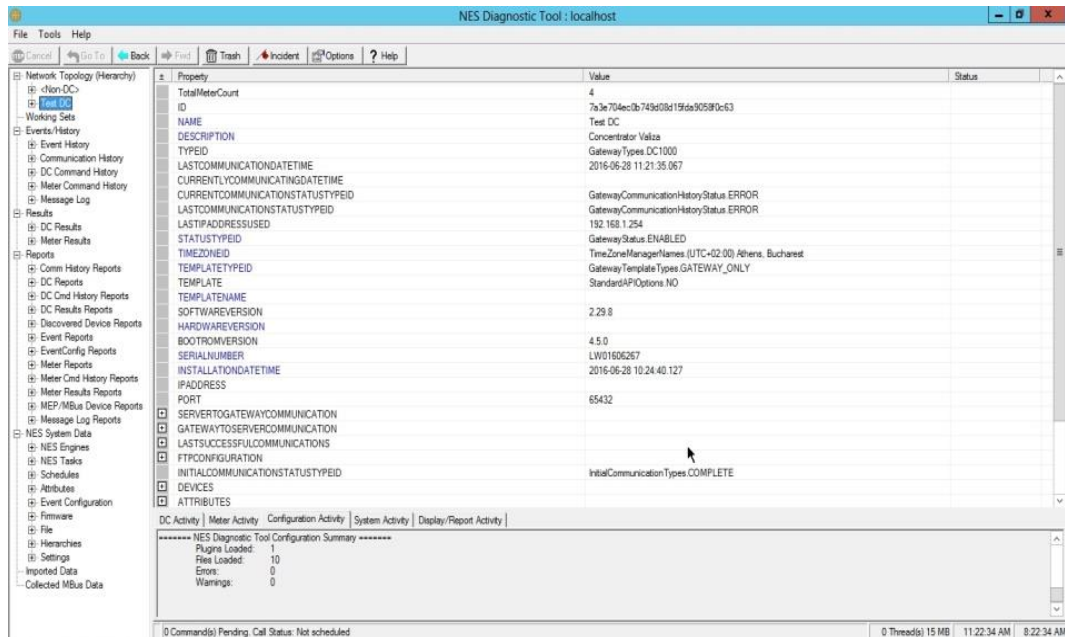 NES Diagnostic Tool : localhost
File Tools Help
Cancel Go To Back Fwd Trash Incident Options ? Help
Network Topology (Hierarchy)
<Non-DC>
Test DC
Working Sets
Events/History
Event History
Communication History
DC Command History
Meter Command History
Message Log
Results
DC Results
Meter Results
Reports
Comm History Reports
DC Reports
DC Cmd History Reports
DC Results Reports
Discovered Device Reports
Event Reports
EventConfig Reports
Meter Reports
Meter Cmd History Reports
Meter Results Reports
MEP/MBus Device Reports
Message Log Reports
NES System Data
NES Engines
NES Tasks
Schedules
Attributes
Event Configuration
Firmware
File
Hierarchies
Settings
Imported Data
Collected MBus Data
± Property Value Status
TotalMeterCount 4
ID 7a3e704ec0b749d08d15fda9058f0c63
NAME Test DC
DESCRIPTION Concentrator Valiza
TYPEID GatewayTypes.DC1000
LASTCOMMUNICATIONDATETIME 2016-06-28 11:21:35.067
CURRENTLYCOMMUNICATINGDATETIME
CURRENTCOMMUNICATIONSTATUSTYPEID GatewayCommunicationHistoryStatus.ERROR
LASTCOMMUNICATIONSTATUSTYPEID GatewayCommunicationHistoryStatus.ERROR
LASTIPADDRESSUSED 192.168.1.254
STATUSTYPEID GatewayStatus.ENABLED
TIMEZONEID TimeZoneManagerNames.(UTC+02:00) Athens, Bucharest
TEMPLATETYPEID GatewayTemplateTypes.GATEWAY_ONLY
TEMPLATE StandardAPIOptions.NO
TEMPLATENAME
SOFTWAREVERSION 2.29.8
HARDWAREVERSION
BOOTROMVERSION 4.5.0
SERIALNUMBER LW01606267
INSTALLATIONDATETIME 2016-06-28 10:24:40.127
IPADDRESS
PORT 65432
SERVERTOGATEWAYCOMMUNICATION
GATEWAYTOSERVERCOMMUNICATION
LASTSUCCESSFULCOMMUNICATIONS
FTPCONFIGURATION
INITIALCOMMUNICATIONSTATUSTYPEID InitialCommunicationTypes.COMPLETE
DEVICES
ATTRIBUTES
DC Activity Meter Activity Configuration Activity System Activity Display/Report Activity
======= NES Diagnostic Tool Configuration Summary =======
Plugins Loaded: 1
Files Loaded: 10
Errors: 0
Warnings: 0
0 Command(s) Pending. Call Status: Not scheduled 0 Thread(s) 15 MB 11:22:34 AM 8:22:34 AM